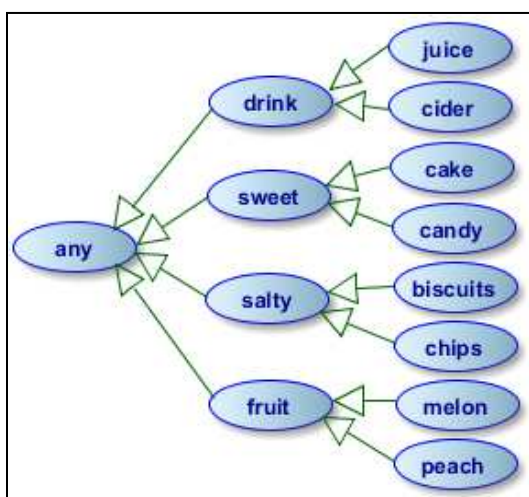 juice
drink
cider
cake
sweet
candy
any
biscuits
salty
chips
fruit
melon
peach